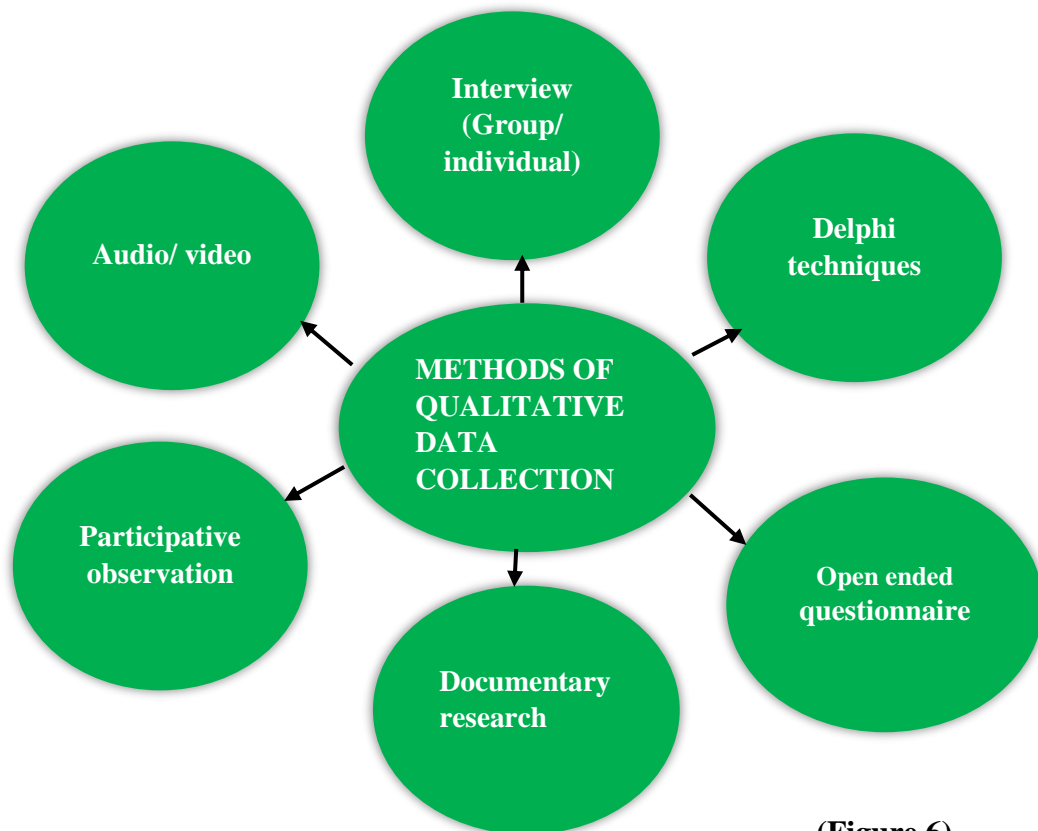 Interview
(Group/
individual)
Audio/ video
Delphi
techniques
METHODS OF
QUALITATIVE
DATA
COLLECTION
Participative
observation
Open ended
questionnaire
Documentary
research
(Figure 6)